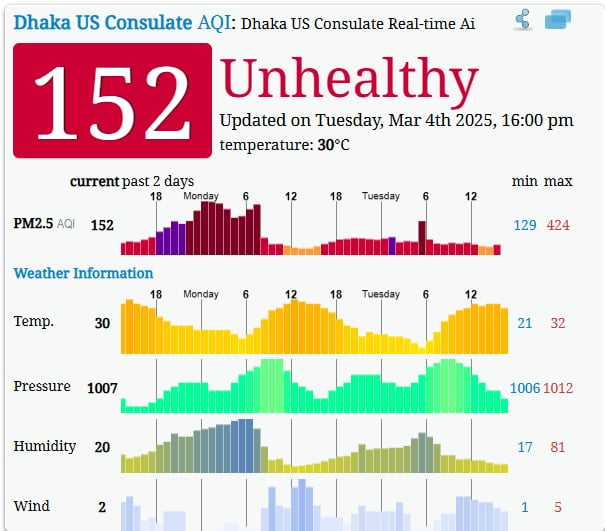 Dhaka US Consulate AQI: Dhaka US Consulate Real-time Ai
152 Unhealthy
Updated on Tuesday, Mar 4th 2025, 16:00 pm
temperature: 30°C
current past 2 days min max
18 Monday 6 12 18 Tuesday 6 12
PM2.5 AQI 152 129 424
Weather Information
18 Monday 6 12 18 Tuesday 6 12
Temp. 30 21 32
Pressure 1007 1006 1012
Humidity 20 17 81
Wind 2 1 5